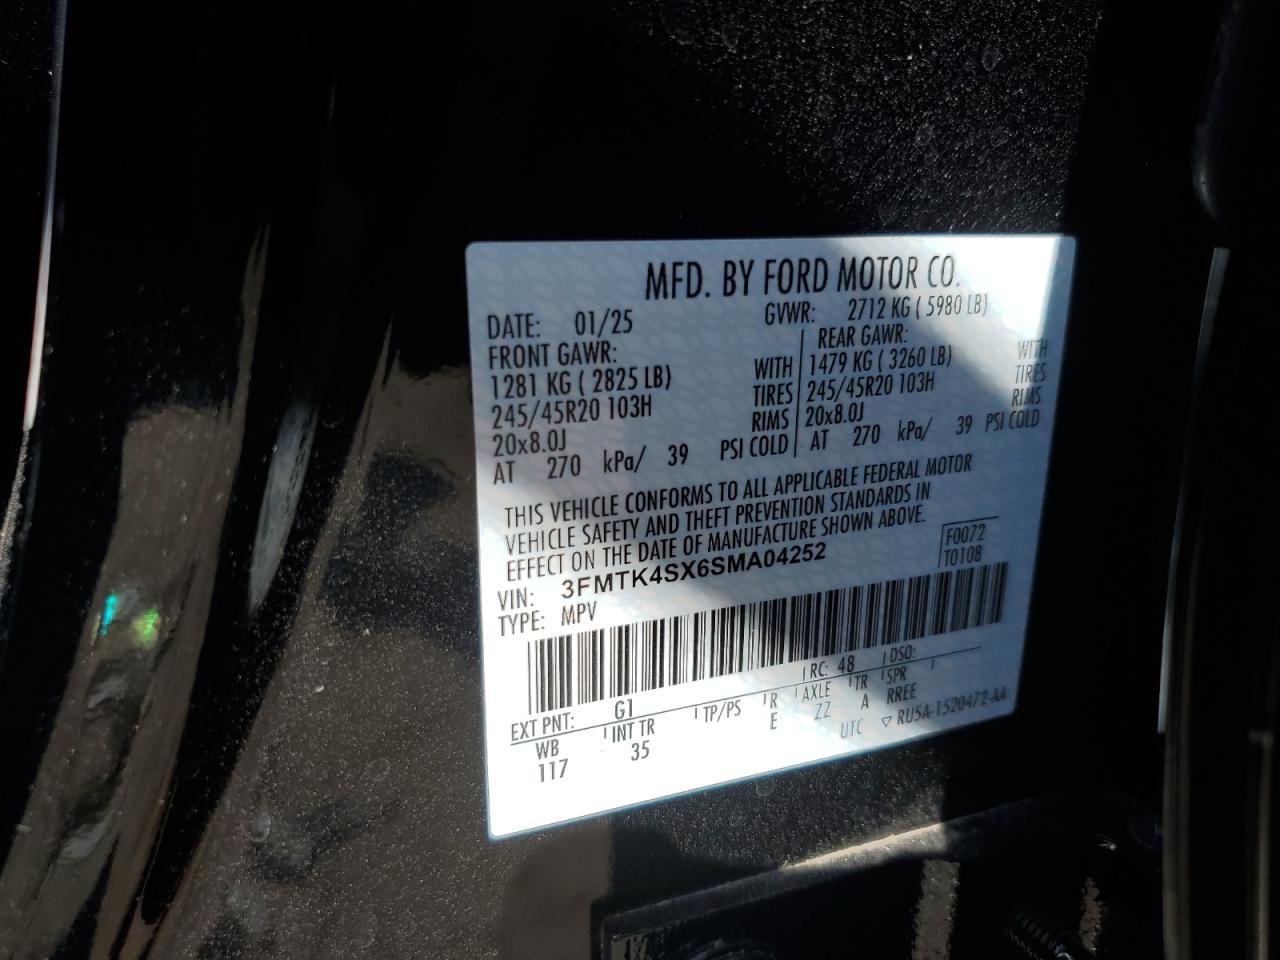 MFD. BY FORD MOTOR CO.
DATE: 01/25 GVWR: 2712 KG ( 5980 LB)
FRONT GAWR: REAR GAWR:
1281 KG ( 2825 LB) WITH 1479 KG ( 3260 LB) WITH
245/45R20 103H TIRES 245/45R20 103H TIRES
20x8.0J RIMS 20x8.0J RIMS
AT 270 kPa/ 39 PSI COLD AT 270 kPa/ 39 PSI COLD
THIS VEHICLE CONFORMS TO ALL APPLICABLE FEDERAL MOTOR
VEHICLE SAFETY AND THEFT PREVENTION STANDARDS IN
EFFECT ON THE DATE OF MANUFACTURE SHOWN ABOVE.
F0072
VIN: 3FMTK4SX6SMA04252 T0108
TYPE: MPV
EXT PNT: G1 RC: 48 DSO:
WB INT TR TP/PS R AXLE TR SPR
117 35 E ZZ A RREE
UTC ▽ RU5A-1520472-AA